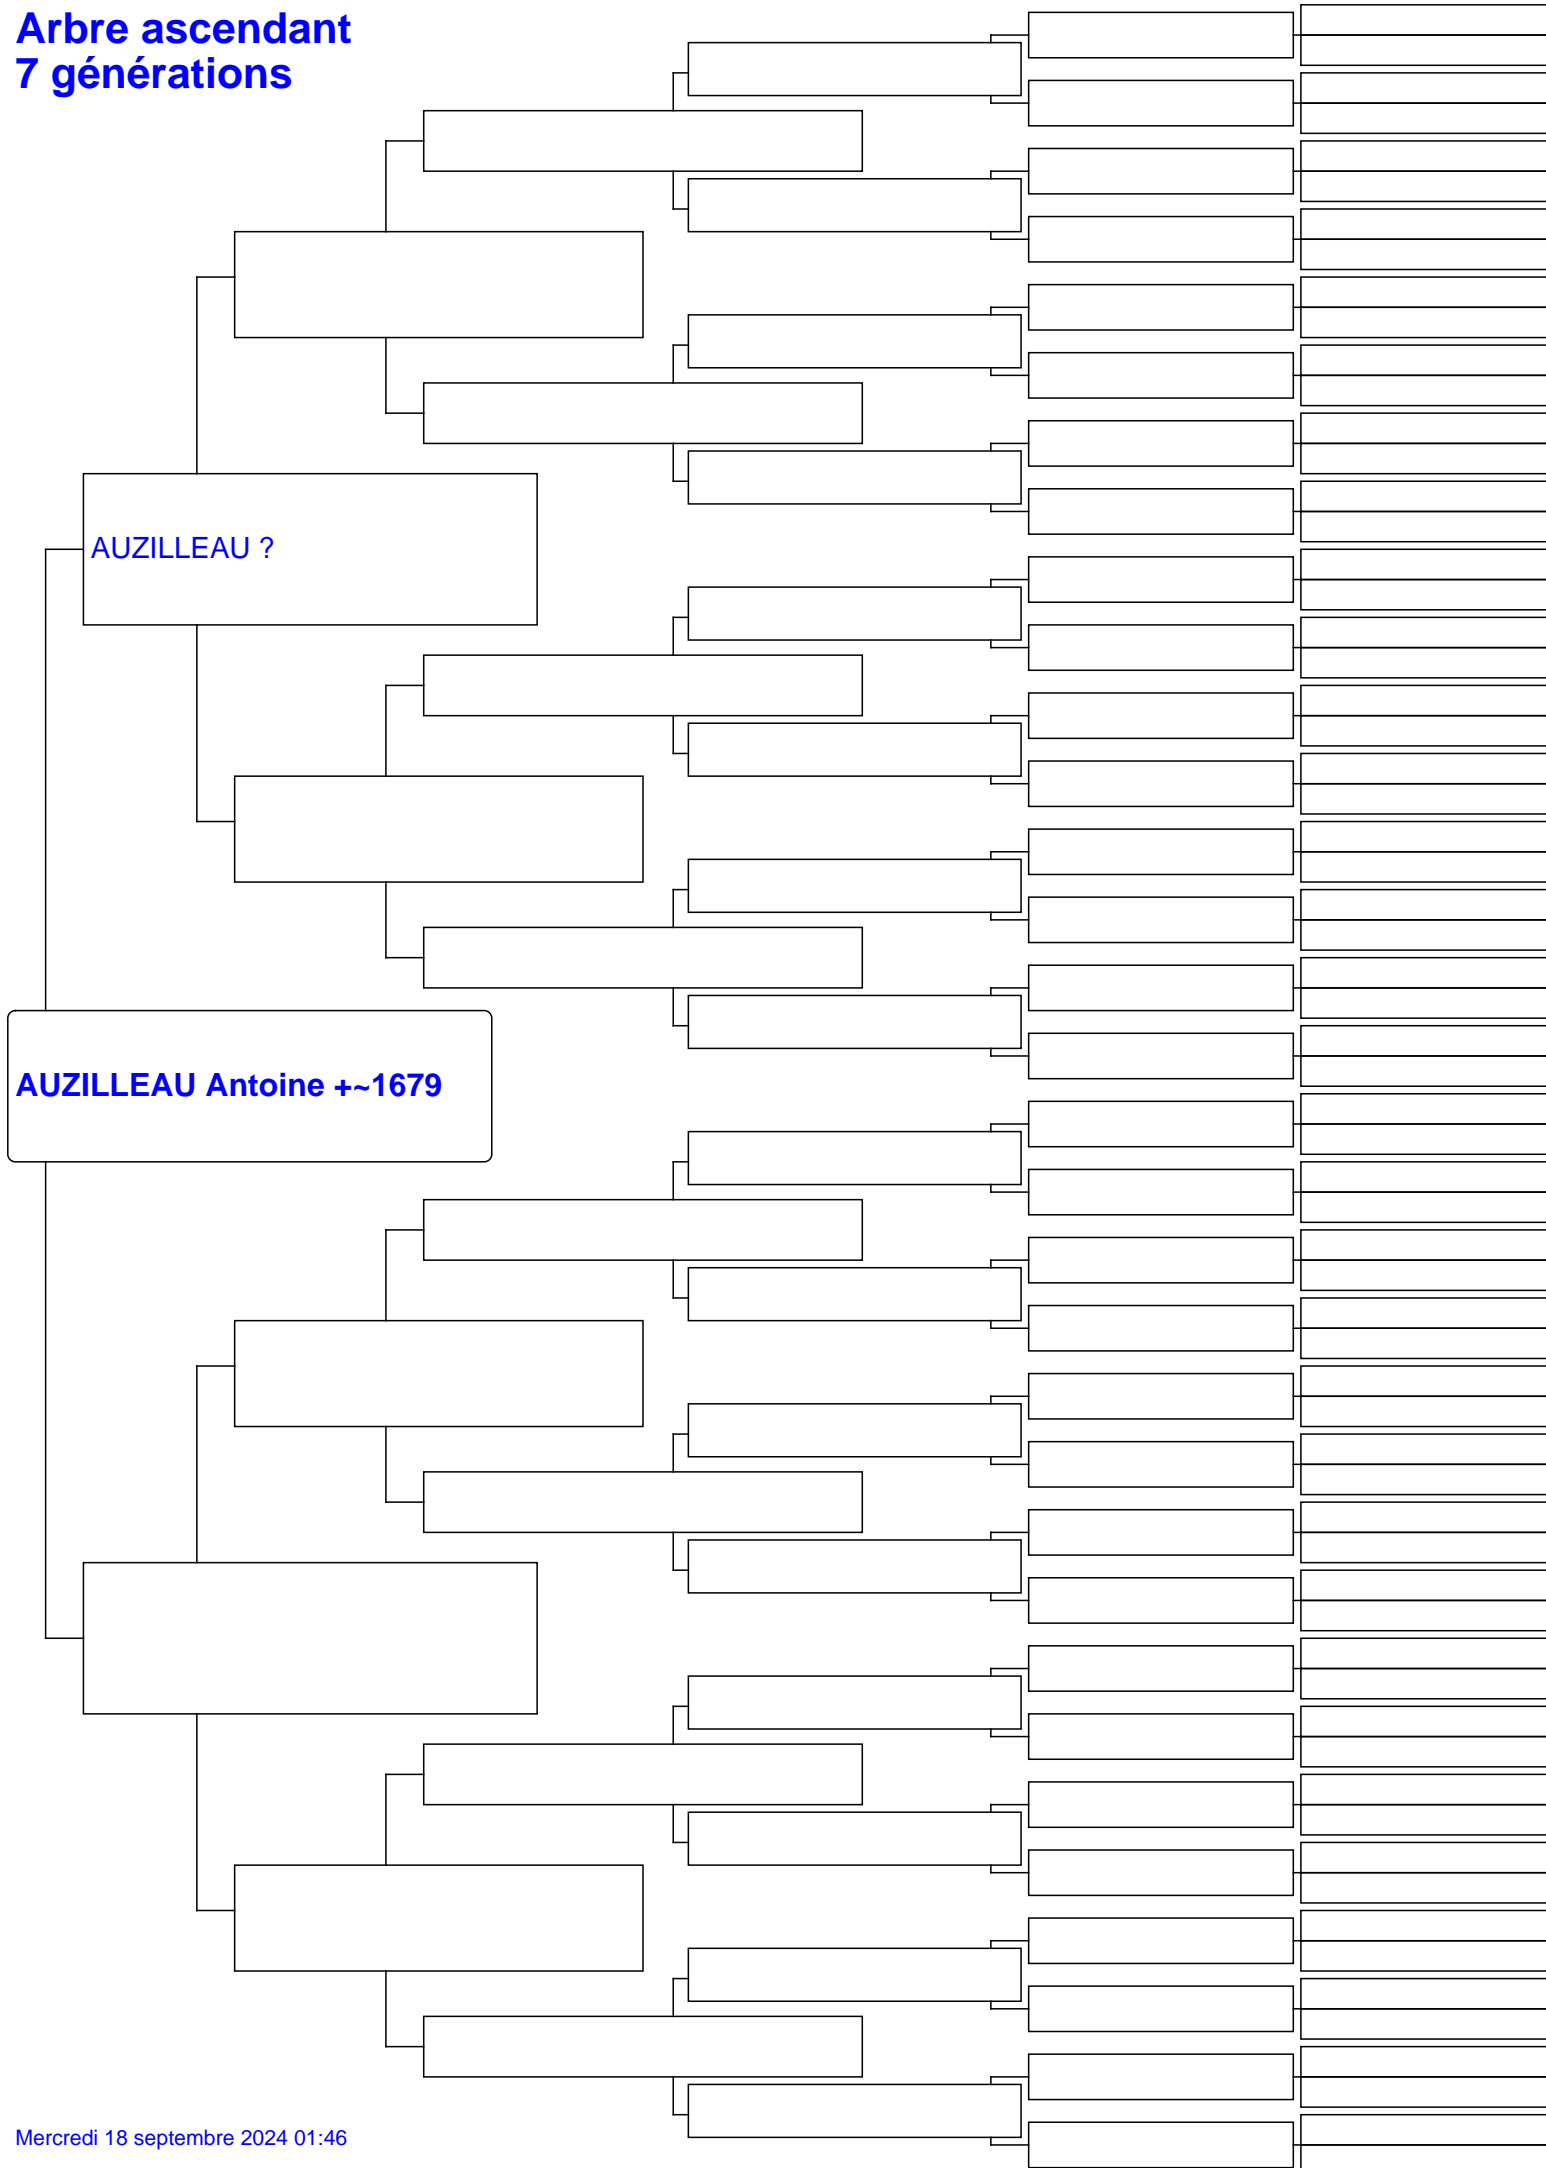 Arbre ascendant
7 générations
AUZILLEAU ?
AUZILLEAU Antoine +~1679
Mercredi 18 septembre 2024 01:46